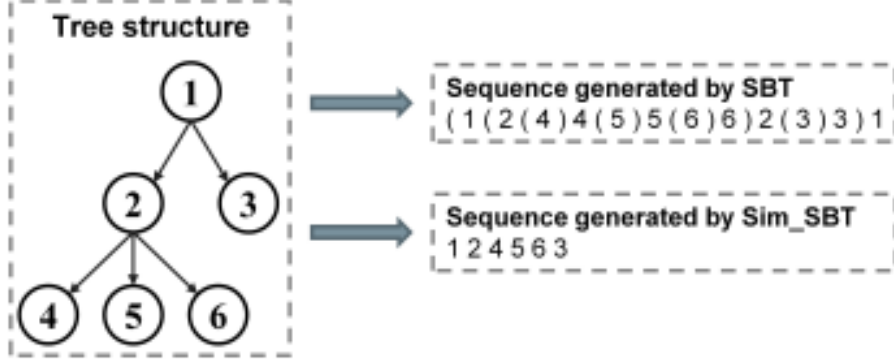 Tree structure
1
2
3
4
5
6
Sequence generated by SBT
( 1 ( 2 ( 4 ) 4 ( 5 ) 5 ( 6 ) 6 ) 2 ( 3 ) 3 ) 1
Sequence generated by Sim_SBT
1 2 4 5 6 3